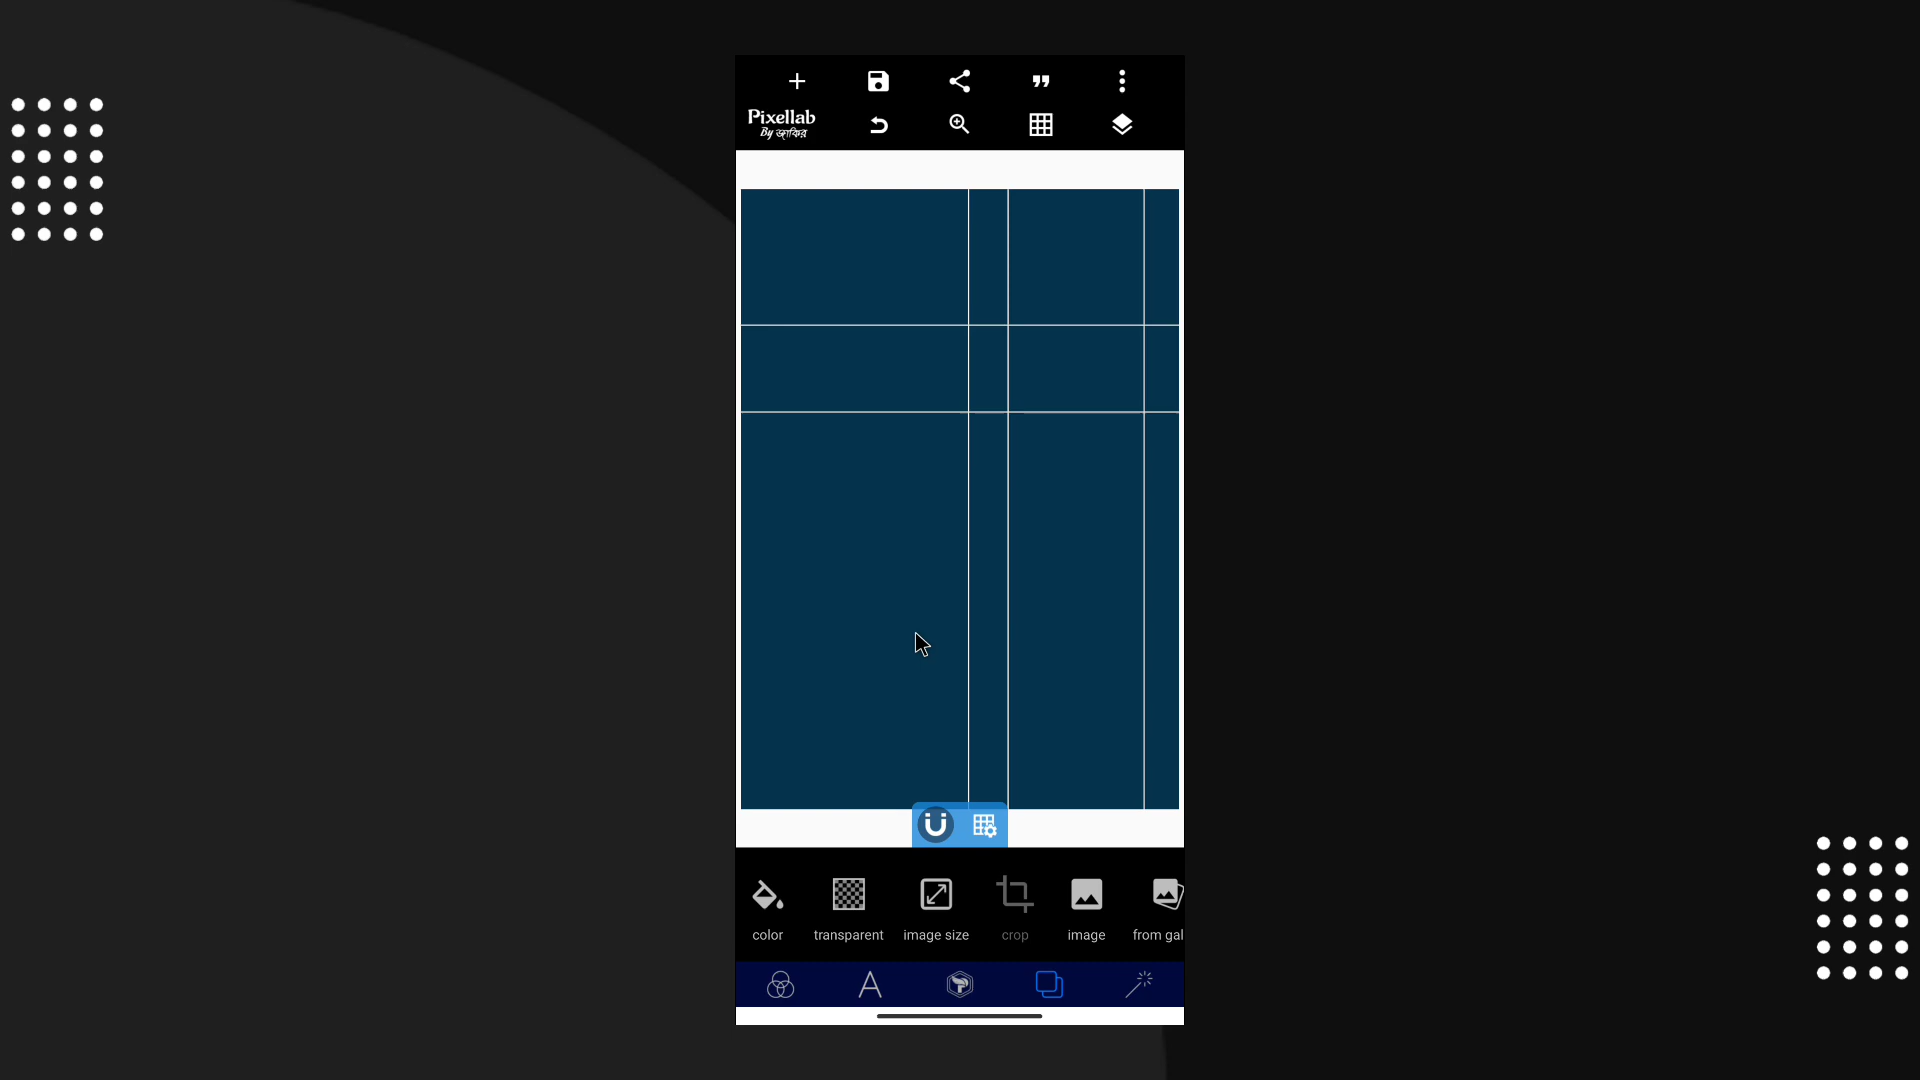 Pixellab
By জাকির
color
transparent
image size
crop
image
from gal